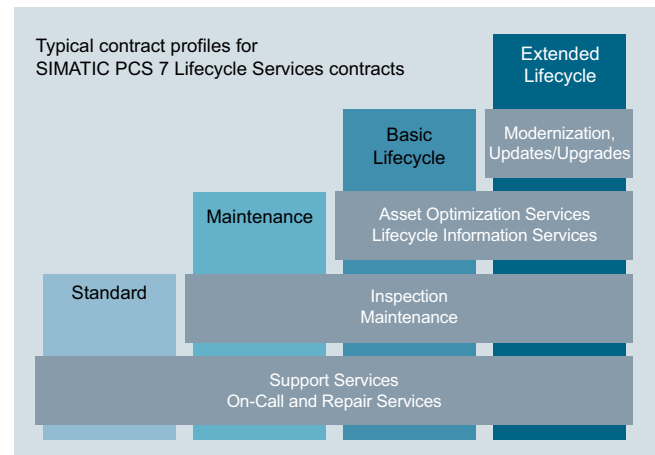 Typical contract profiles for
SIMATIC PCS 7 Lifecycle Services contracts
Extended
Lifecycle
Basic
Lifecycle
Modernization,
Updates/Upgrades
Maintenance
Asset Optimization Services
Lifecycle Information Services
Standard
Inspection
Maintenance
Support Services
On-Call and Repair Services